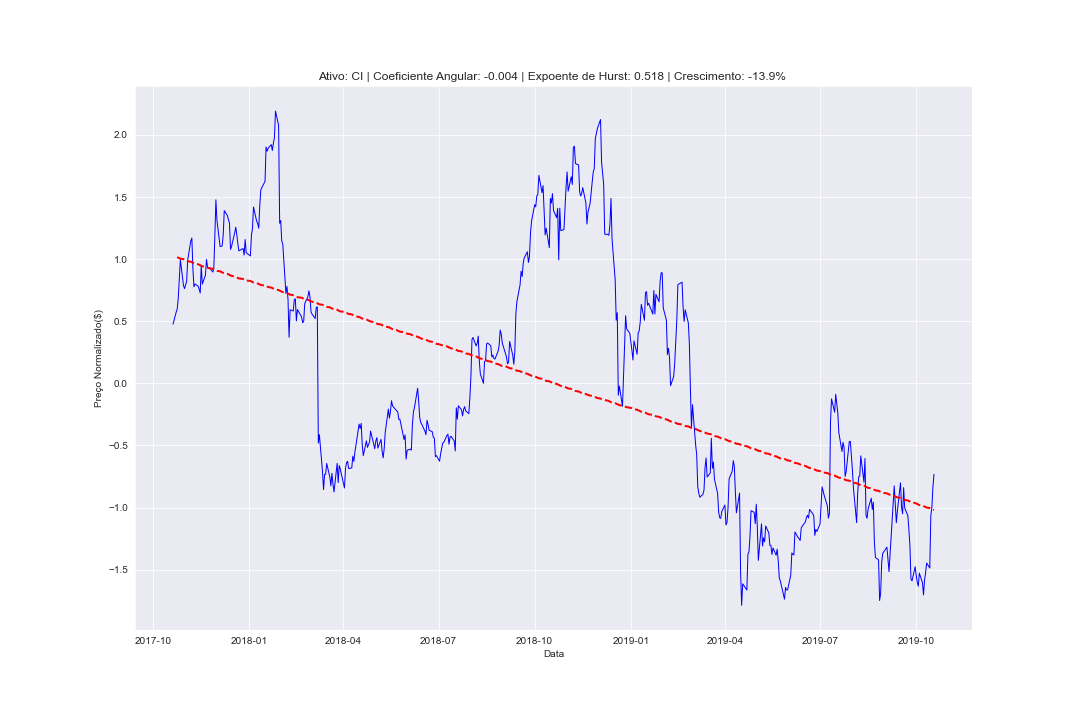 Ativo: CI | Coeficiente Angular: -0.004 | Expoente de Hurst: 0.518 | Crescimento: -13.9%
Preço Normalizado($)
2.0
1.5
1.0
0.5
0.0
−0.5
−1.0
−1.5
2017-10 2018-01 2018-04 2018-07 2018-10 2019-01 2019-04 2019-07 2019-10
Data